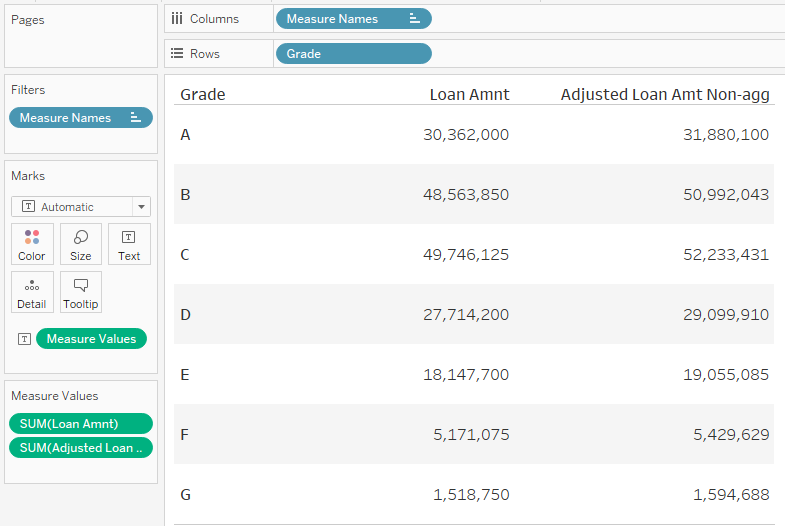 Pages
Columns
Measure Names
Rows
Grade
Filters
Measure Names
Marks
Automatic
Color Size Text
Detail Tooltip
Measure Values
Measure Values
SUM(Loan Amnt)
SUM(Adjusted Loan ..
Grade Loan Amnt Adjusted Loan Amt Non-agg
A 30,362,000 31,880,100
B 48,563,850 50,992,043
C 49,746,125 52,233,431
D 27,714,200 29,099,910
E 18,147,700 19,055,085
F 5,171,075 5,429,629
G 1,518,750 1,594,688